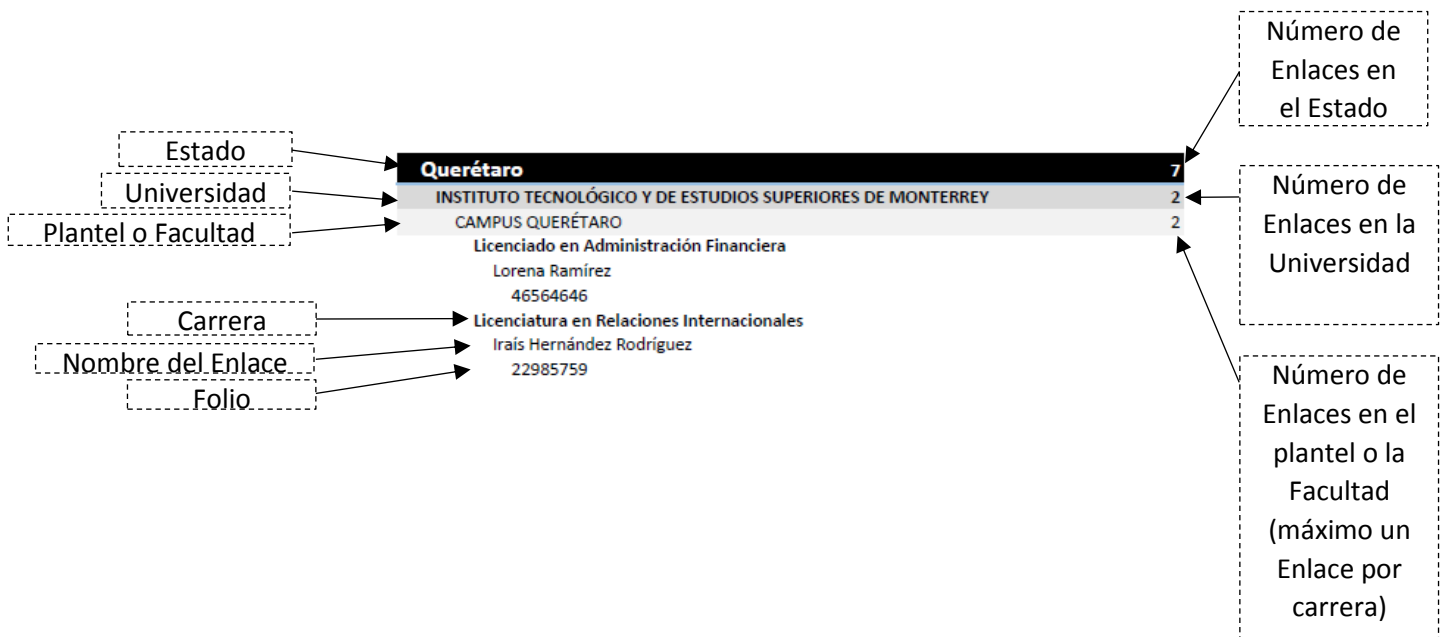 Número de
Enlaces en
el Estado
Estado
Querétaro 7
Universidad
INSTITUTO TECNOLÓGICO Y DE ESTUDIOS SUPERIORES DE MONTERREY 2
Número de
Enlaces en la
Universidad
Plantel o Facultad
CAMPUS QUERÉTARO 2
Licenciado en Administración Financiera
Lorena Ramírez
46564646
Carrera
Licenciatura en Relaciones Internacionales
Nombre del Enlace
Iraís Hernández Rodríguez
Folio
22985759
Número de
Enlaces en el
plantel o la
Facultad
(máximo un
Enlace por
carrera)